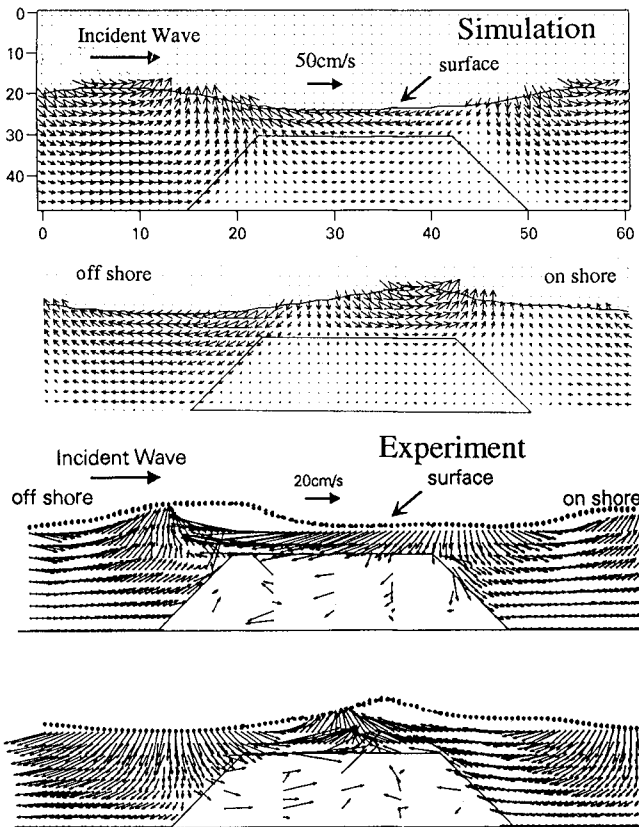 0
Incident Wave
Simulation
50cm/s
surface
20
30
40
0
10
20
30
40
50
60
off shore
on shore
Experiment
Incident Wave
20cm/s
surface
off shore
on shore